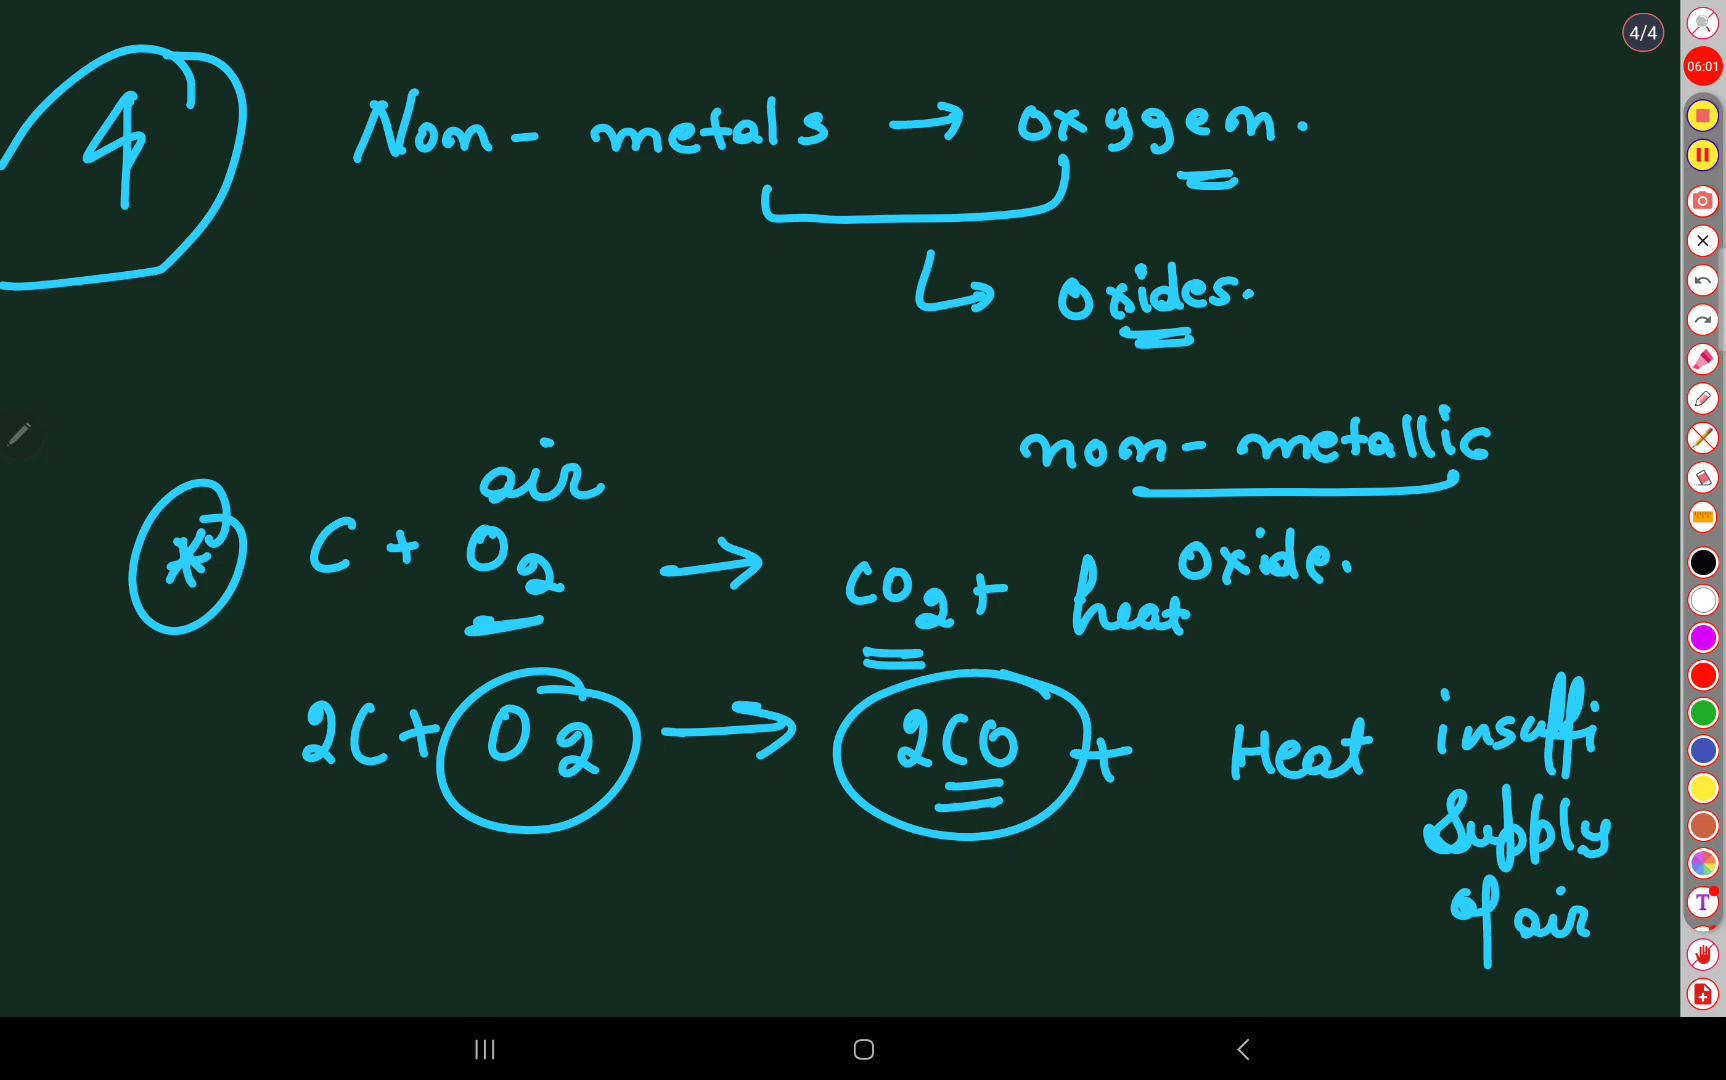 4/4
06:01
4
Non - metals → oxygen.
↳ oxides.
non - metallic
oxide.
air
* C + O2 → CO2 + heat
2C + O2 → 2CO + Heat
insuffi
supply
of air
T